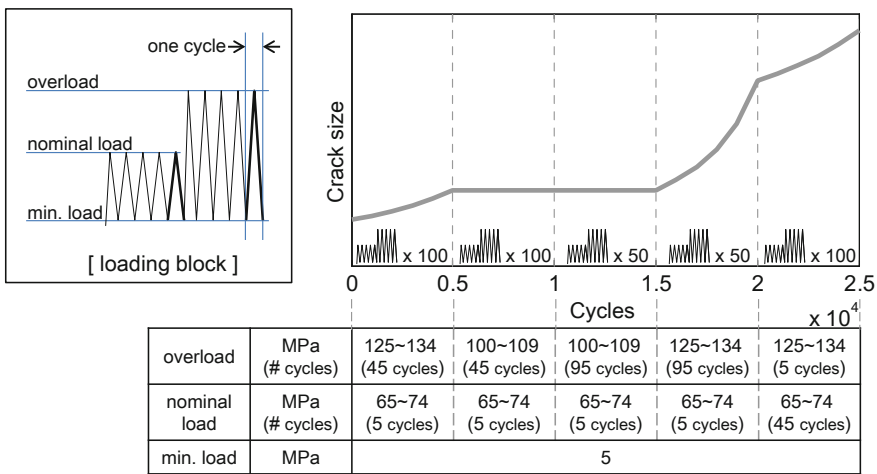 one cycle
overload
nominal load
min. load
[ loading block ]
Crack size
x 100 x 100 x 50 x 50 x 100
0 0.5 1 1.5 2 2.5
Cycles
x 10^4
overload MPa 125~134 100~109 100~109 125~134 125~134
(# cycles) (45 cycles) (45 cycles) (95 cycles) (95 cycles) (5 cycles)
nominal MPa 65~74 65~74 65~74 65~74 65~74
load (# cycles) (5 cycles) (5 cycles) (5 cycles) (5 cycles) (45 cycles)
min. load MPa 5